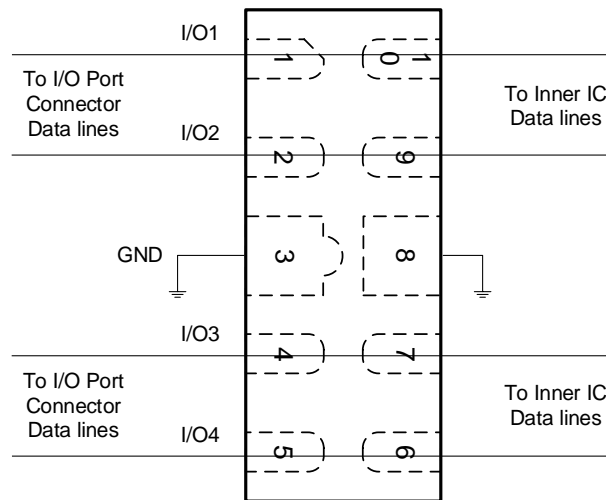 I/O1
1
10
To I/O Port
Connector
Data lines
To Inner IC
Data lines
I/O2
2
9
GND
3
8
I/O3
4
7
To I/O Port
Connector
Data lines
To Inner IC
Data lines
I/O4
5
6